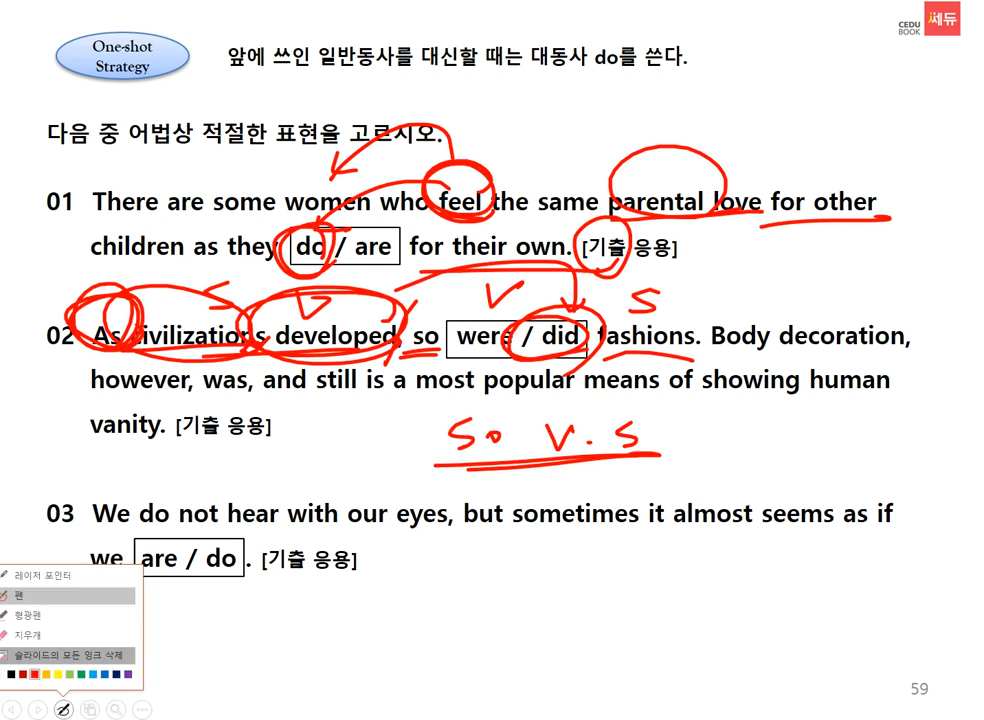 CEDU
BOOK
쎄듀
One-shot
Strategy
앞에 쓰인 일반동사를 대신할 때는 대동사 do를 쓴다.
다음 중 어법상 적절한 표현을 고르시오.
01 There are some women who feel the same parental love for other
children as they do / are for their own. [기출 응용]
S V V S
02 As civilizations developed, so were / did fashions. Body decoration,
however, was, and still is a most popular means of showing human
vanity. [기출 응용]
So V. S
03 We do not hear with our eyes, but sometimes it almost seems as if
we are / do . [기출 응용]
레이저 포인터
펜
형광펜
지우개
슬라이드의 모든 잉크 삭제
59